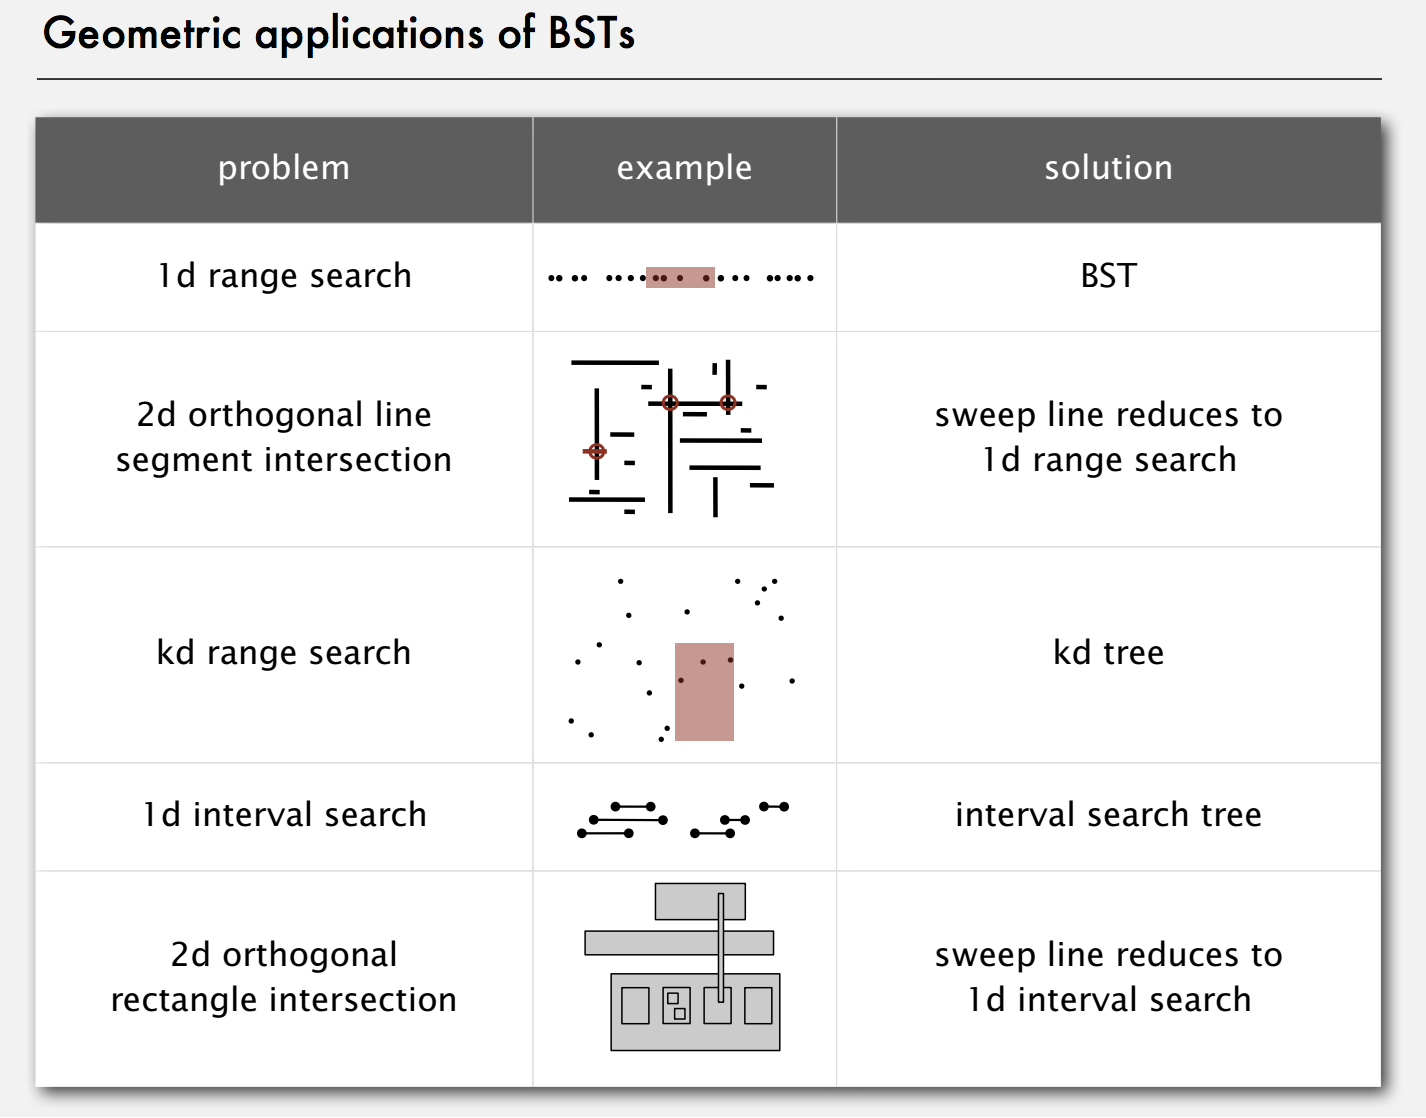 Geometric applications of BSTs
problem
example
solution
1d range search
BST
2d orthogonal line
segment intersection
sweep line reduces to
1d range search
kd range search
kd tree
1d interval search
interval search tree
2d orthogonal
rectangle intersection
sweep line reduces to
1d interval search